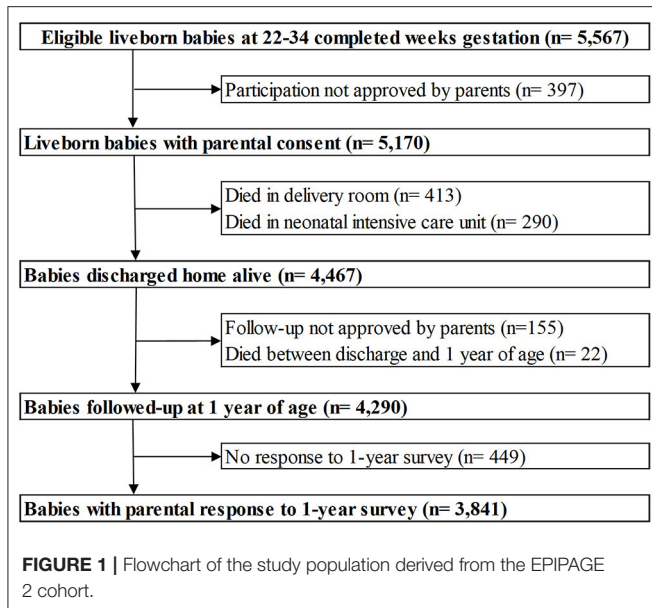 Eligible liveborn babies at 22-34 completed weeks gestation (n= 5,567)
Participation not approved by parents (n= 397)
Liveborn babies with parental consent (n= 5,170)
Died in delivery room (n= 413)
Died in neonatal intensive care unit (n= 290)
Babies discharged home alive (n= 4,467)
Follow-up not approved by parents (n=155)
Died between discharge and 1 year of age (n= 22)
Babies followed-up at 1 year of age (n= 4,290)
No response to 1-year survey (n= 449)
Babies with parental response to 1-year survey (n= 3,841)
FIGURE 1 | Flowchart of the study population derived from the EPIPAGE
2 cohort.